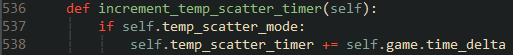 536 def increment_temp_scatter_timer(self):
537 if self.temp_scatter_mode:
538 self.temp_scatter_timer += self.game.time_delta